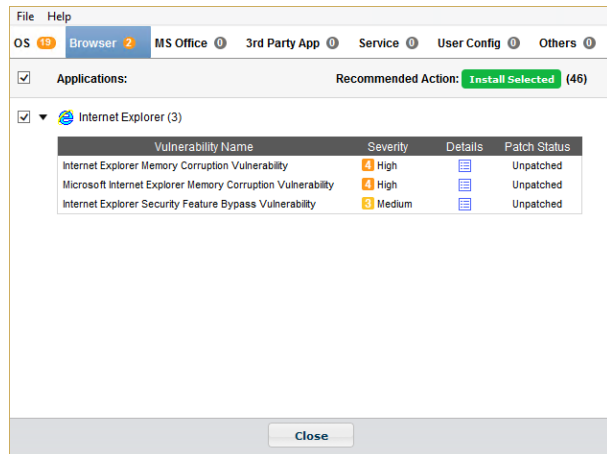 File Help
OS 19 Browser 2 MS Office 0 3rd Party App 0 Service 0 User Config 0 Others 0
Applications: Recommended Action: Install Selected (46)
Internet Explorer (3)
Vulnerability Name Severity Details Patch Status
Internet Explorer Memory Corruption Vulnerability 4 High Unpatched
Microsoft Internet Explorer Memory Corruption Vulnerability 4 High Unpatched
Internet Explorer Security Feature Bypass Vulnerability 3 Medium Unpatched
Close